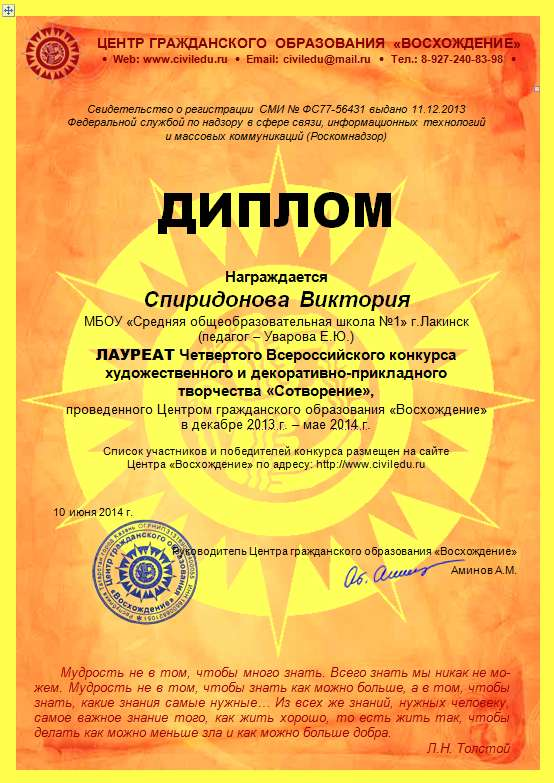 ЦЕНТР ГРАЖДАНСКОГО ОБРАЗОВАНИЯ «ВОСХОЖДЕНИЕ»
• Web: www.civiledu.ru • Email: civiledu@mail.ru • Тел.: 8-927-240-83-98 •
Свидетельство о регистрации СМИ № ФС77-56431 выдано 11.12.2013
Федеральной службой по надзору в сфере связи, информационных технологий
и массовых коммуникаций (Роскомнадзор)
ДИПЛОМ
Награждается
Спиридонова Виктория
МБОУ «Средняя общеобразовательная школа №1» г.Лакинск
(педагог – Уварова Е.Ю.)
ЛАУРЕАТ Четвертого Всероссийского конкурса
художественного и декоративно-прикладного
творчества «Сотворение»,
проведенного Центром гражданского образования «Восхождение»
в декабре 2013 г. – мае 2014 г.
Список участников и победителей конкурса размещен на сайте
Центра «Восхождение» по адресу: http://www.civiledu.ru
10 июня 2014 г.
Руководитель Центра гражданского образования «Восхождение»
Аминов А.М.
Центр гражданского образования
«Восхождение»
Мудрость не в том, чтобы много знать. Всего знать мы никак не мо-
жем. Мудрость не в том, чтобы знать как можно больше, а в том, чтобы
знать, какие знания самые нужные… Из всех же знаний, нужных человеку,
самое важное знание того, как жить хорошо, то есть жить так, чтобы
делать как можно меньше зла и как можно больше добра.
Л.Н. Толстой